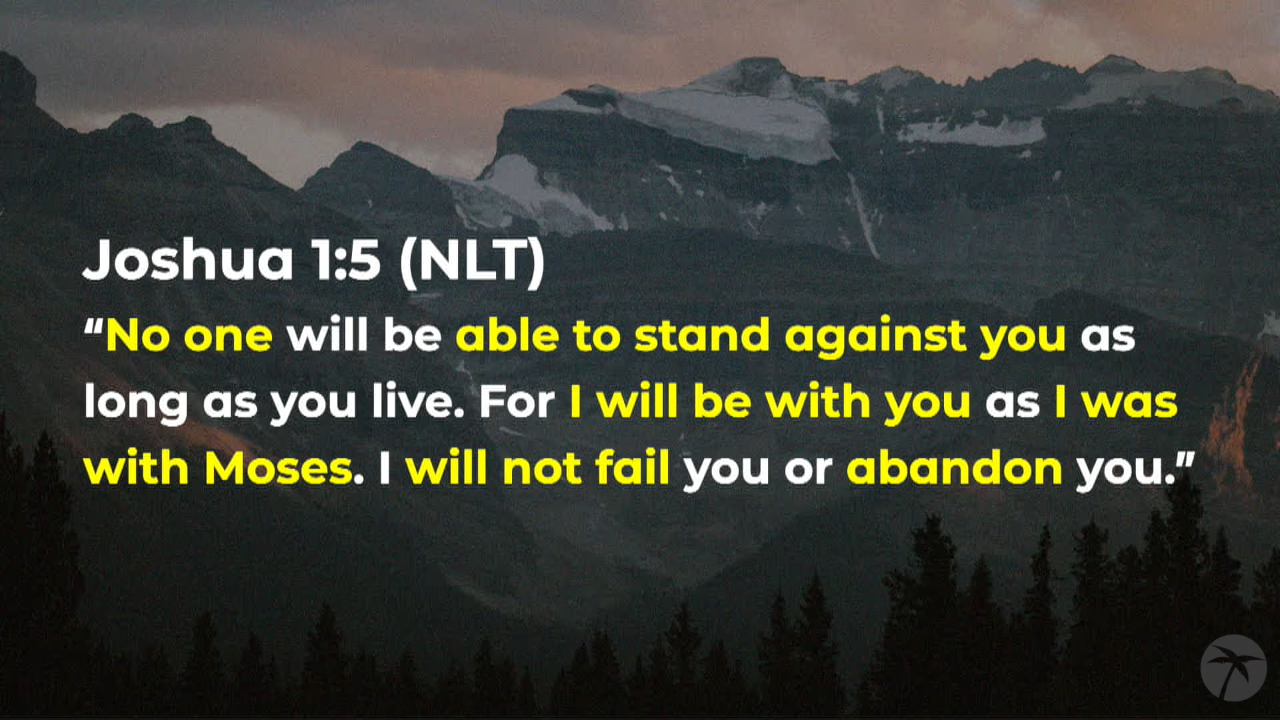 Joshua 1:5 (NLT)
“No one will be able to stand against you as
long as you live. For I will be with you as I was
with Moses. I will not fail you or abandon you.”